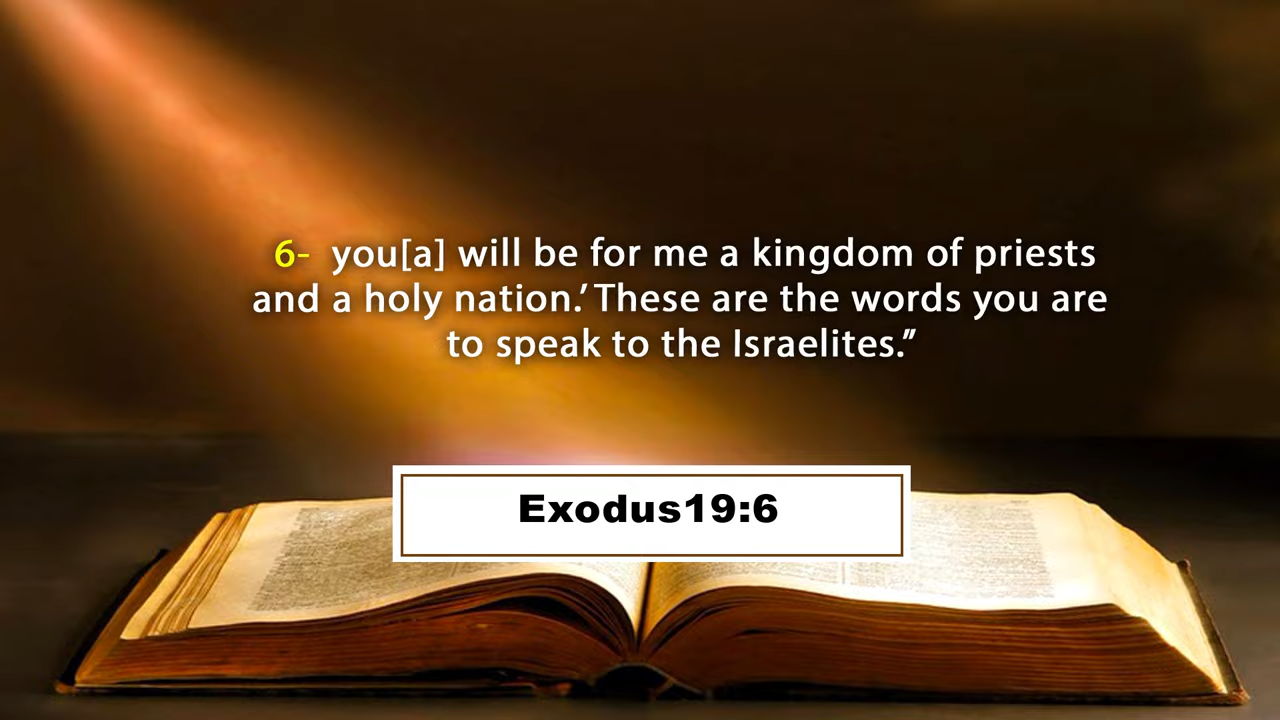 6- you[a] will be for me a kingdom of priests
and a holy nation.’ These are the words you are
to speak to the Israelites.”
Exodus19:6